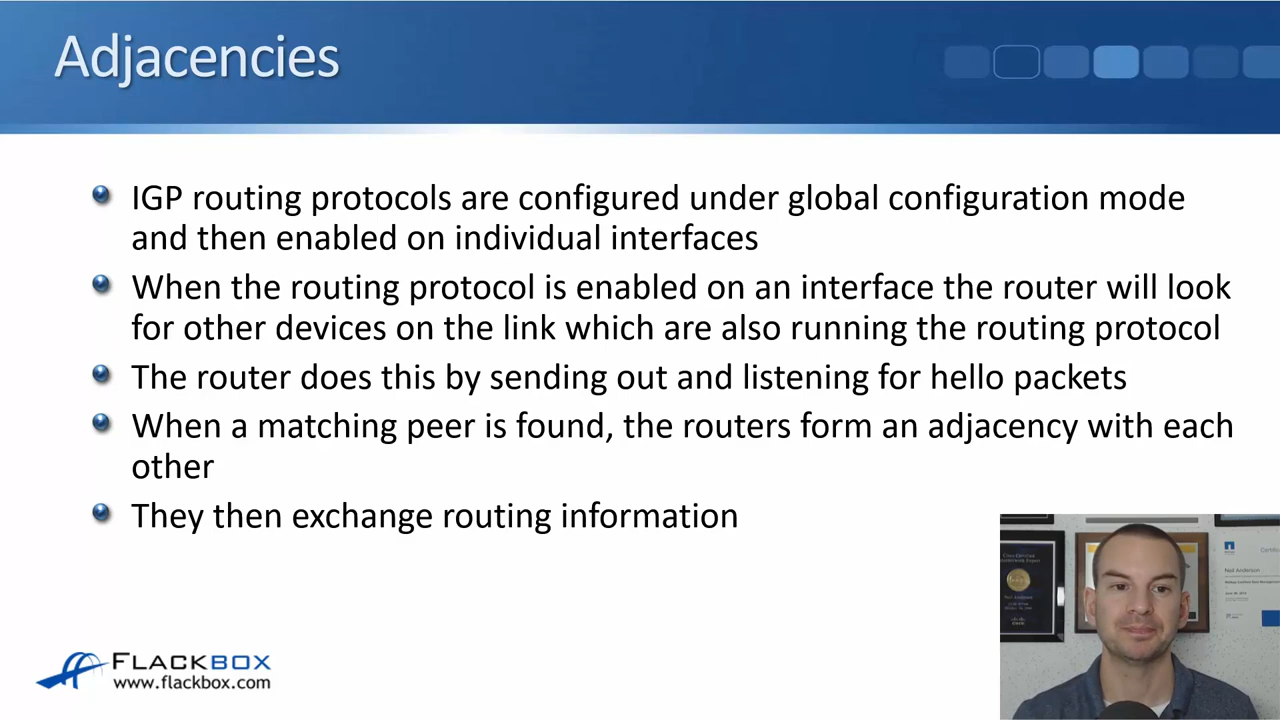 Adjacencies
IGP routing protocols are configured under global configuration mode
and then enabled on individual interfaces
When the routing protocol is enabled on an interface the router will look
for other devices on the link which are also running the routing protocol
The router does this by sending out and listening for hello packets
When a matching peer is found, the routers form an adjacency with each
other
They then exchange routing information
FLACKBOX
www.flackbox.com
Neil Anderson